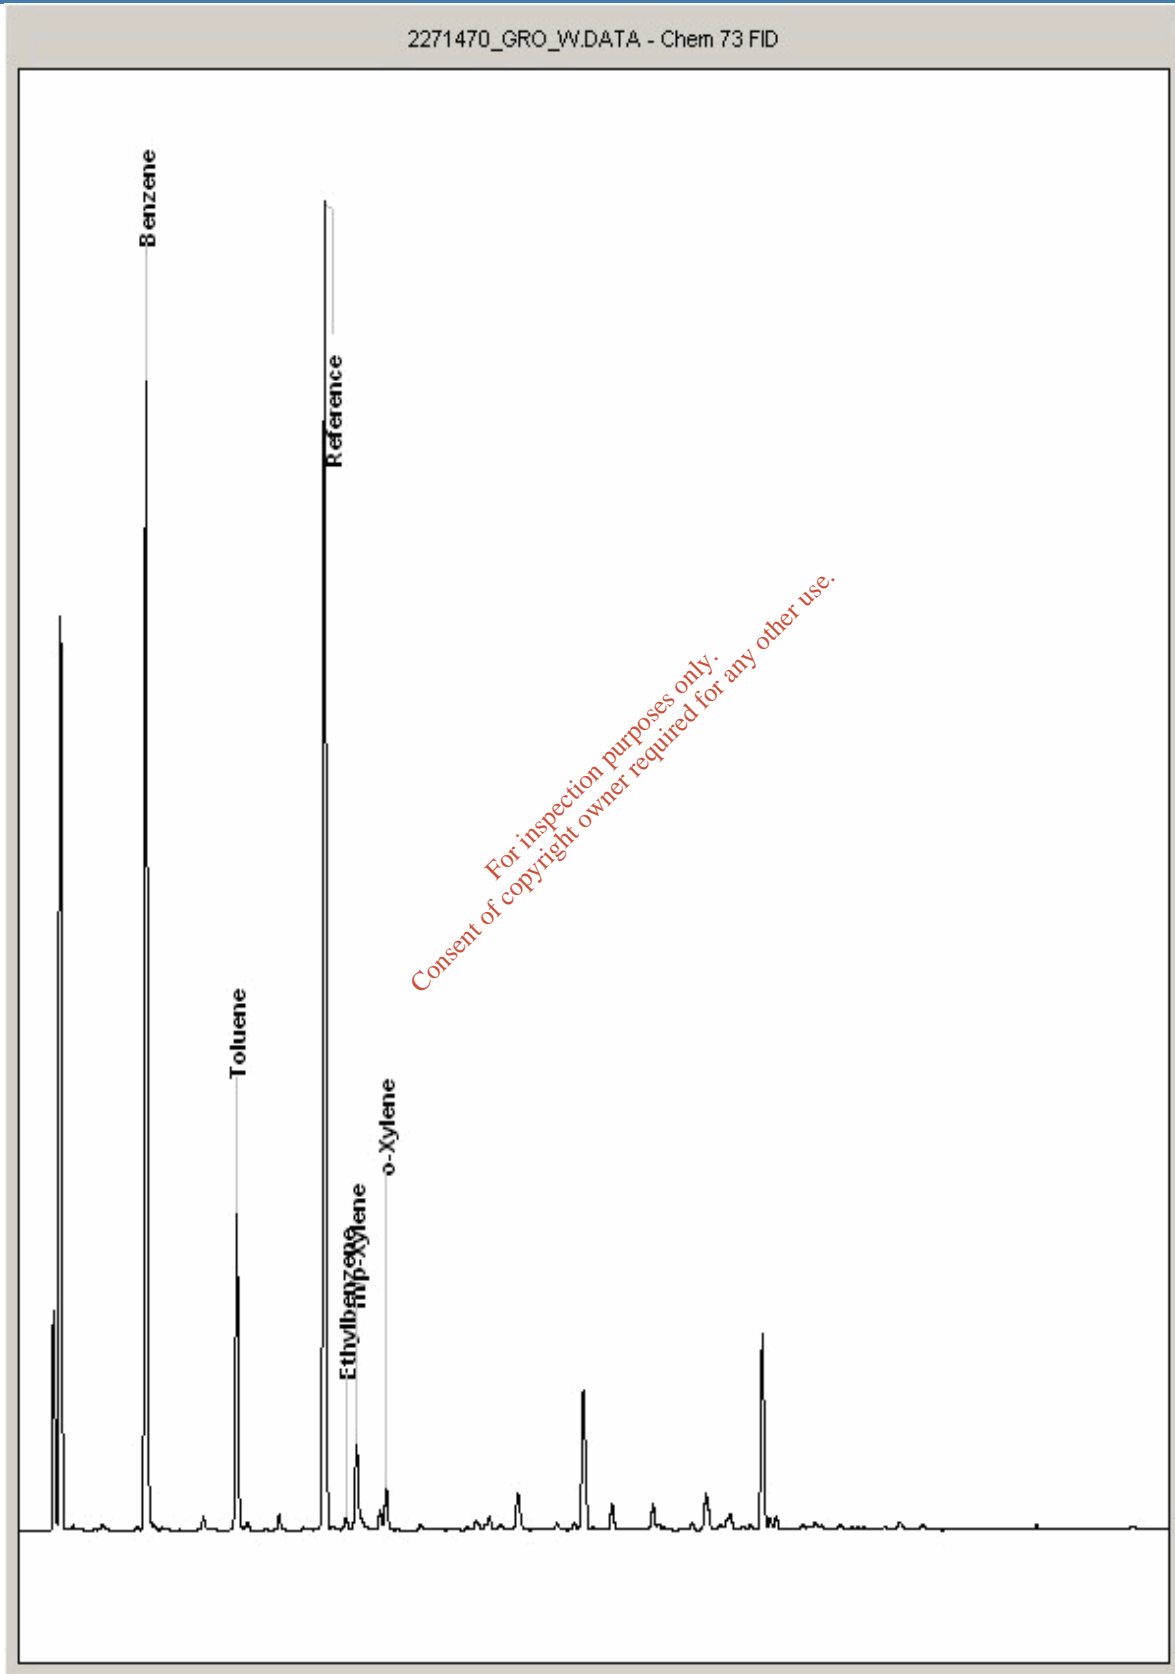 2271470_GRO_W.DATA - Chem 73 FID
Benzene
Reference
Toluene
Ethylbenzene
m/p-Xylene
o-Xylene
For inspection purposes only.
Consent of copyright owner required for any other use.